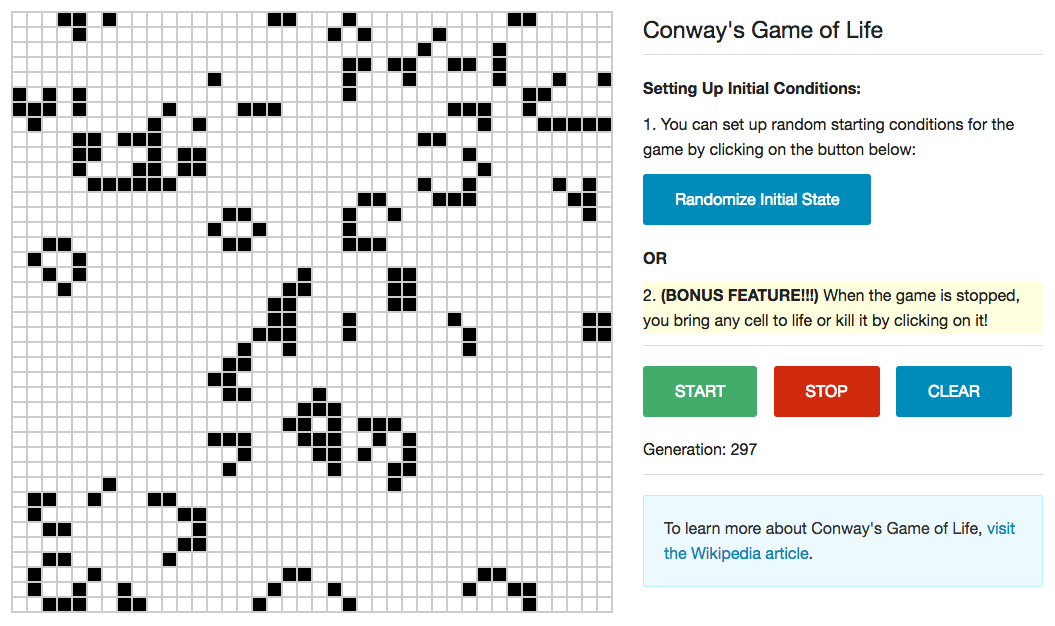 Conway's Game of Life
Setting Up Initial Conditions:
1. You can set up random starting conditions for the
game by clicking on the button below:
Randomize Initial State
OR
2. (BONUS FEATURE!!!) When the game is stopped,
you bring any cell to life or kill it by clicking on it!
START STOP CLEAR
Generation: 297
To learn more about Conway's Game of Life, visit
the Wikipedia article.